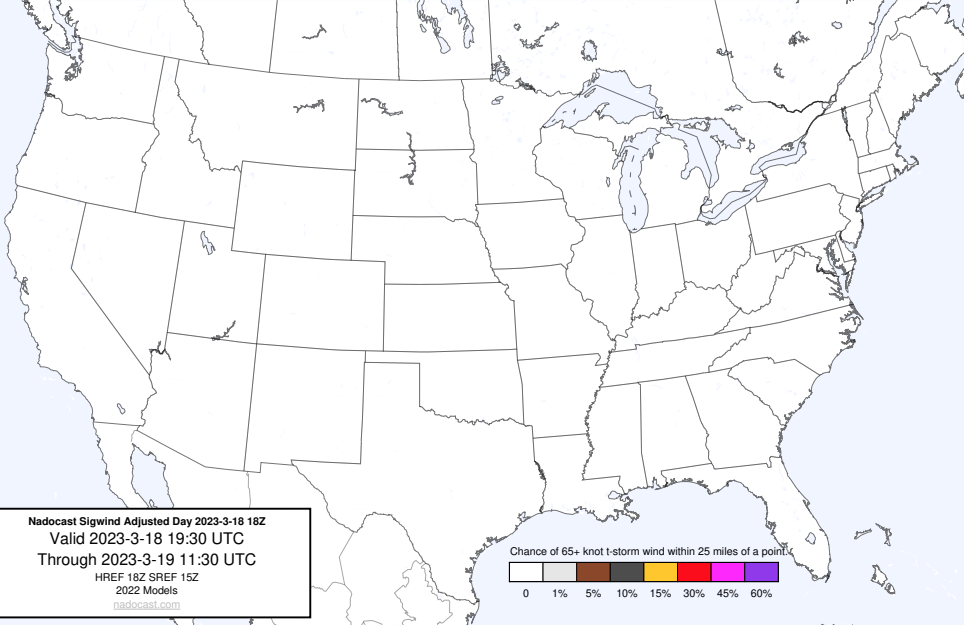 Nadocast Sigwind Adjusted Day 2023-3-18 18Z
Valid 2023-3-18 19:30 UTC
Through 2023-3-19 11:30 UTC
HREF 18Z SREF 15Z
2022 Models
nadocast.com
Chance of 65+ knot t-storm wind within 25 miles of a point.
0 1% 5% 10% 15% 30% 45% 60%